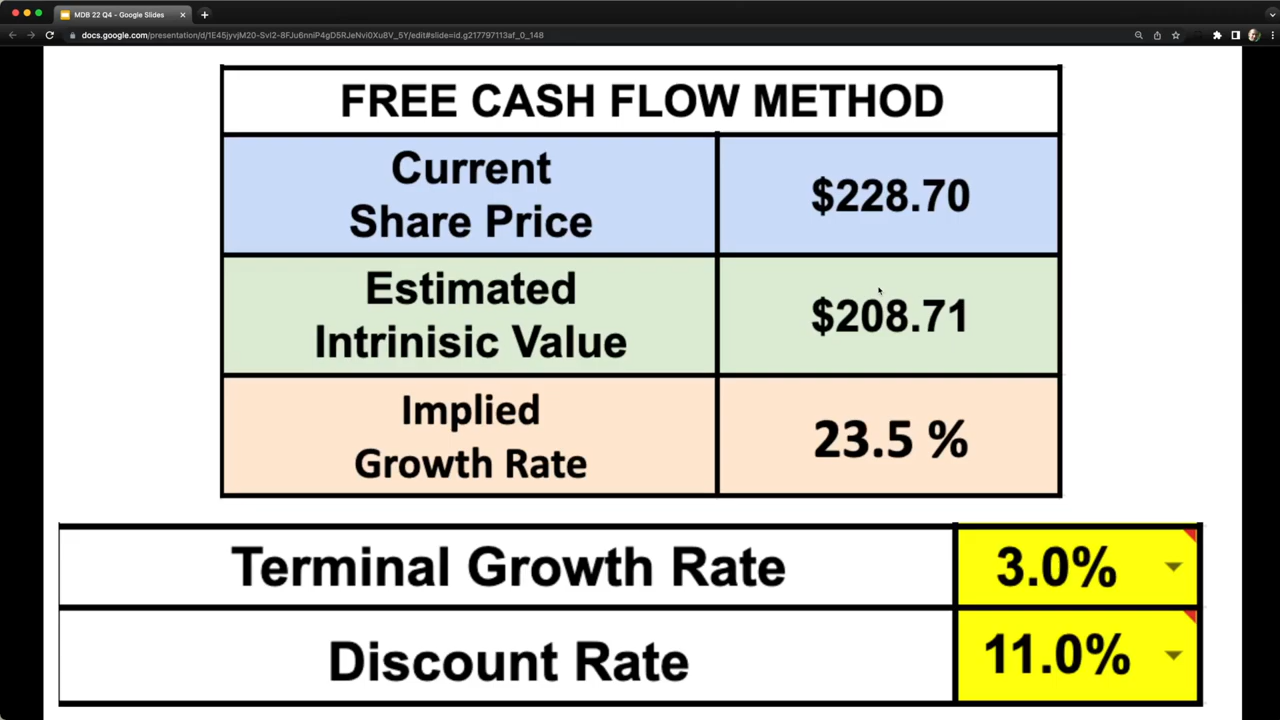 MDB 22 Q4 - Google Slides
docs.google.com/presentation/d/1E45jyvjM20-SvI2-8FJu6nniP4gD5RJeNvi0Xu8V_5Y/edit#slide=id.g217797113af_0_148
FREE CASH FLOW METHOD
Current
Share Price
$228.70
Estimated
Intrinisic Value
$208.71
Implied
Growth Rate
23.5 %
Terminal Growth Rate
3.0%
Discount Rate
11.0%